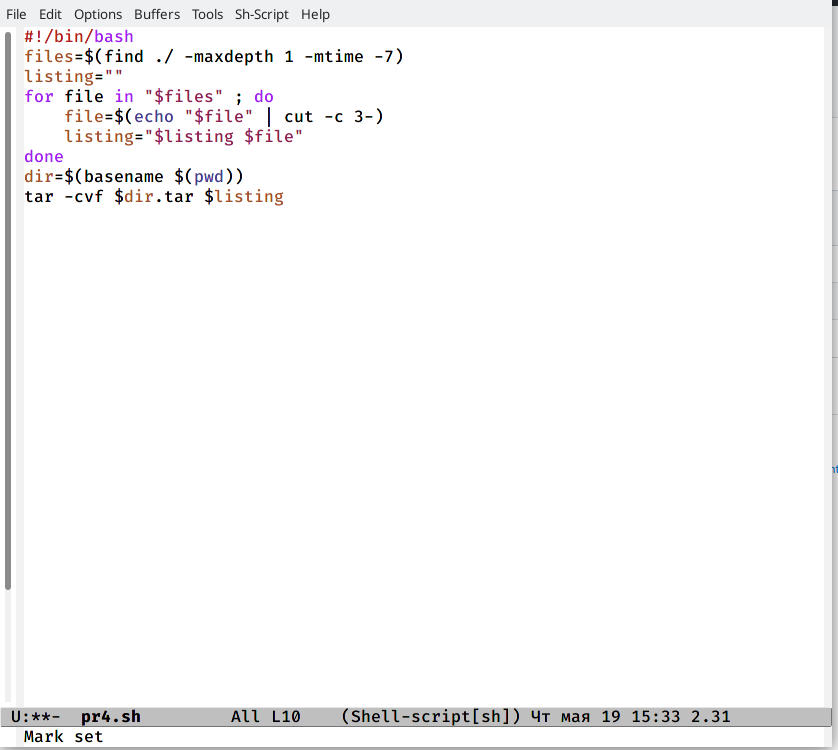 File Edit Options Buffers Tools Sh-Script Help
#!/bin/bash
files=$(find ./ -maxdepth 1 -mtime -7)
listing=""
for file in "$files" ; do
    file=$(echo "$file" | cut -c 3-)
    listing="$listing $file"
done
dir=$(basename $(pwd))
tar -cvf $dir.tar $listing
U:**-  pr4.sh         All L10    (Shell-script[sh]) Чт мая 19 15:33 2.31
Mark set